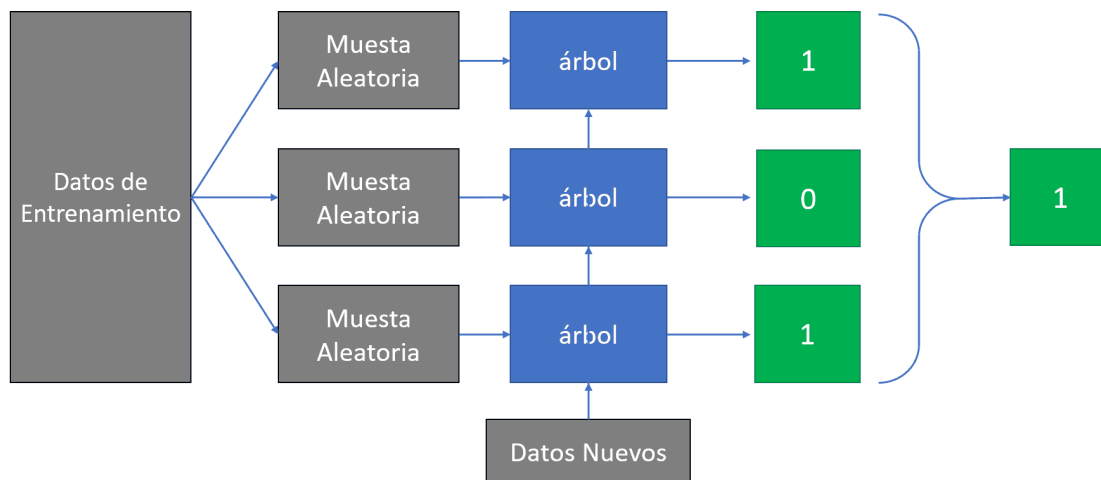 Datos de
Entrenamiento
Muesta
Aleatoria
árbol
1
Muesta
Aleatoria
árbol
0
1
Muesta
Aleatoria
árbol
1
Datos Nuevos